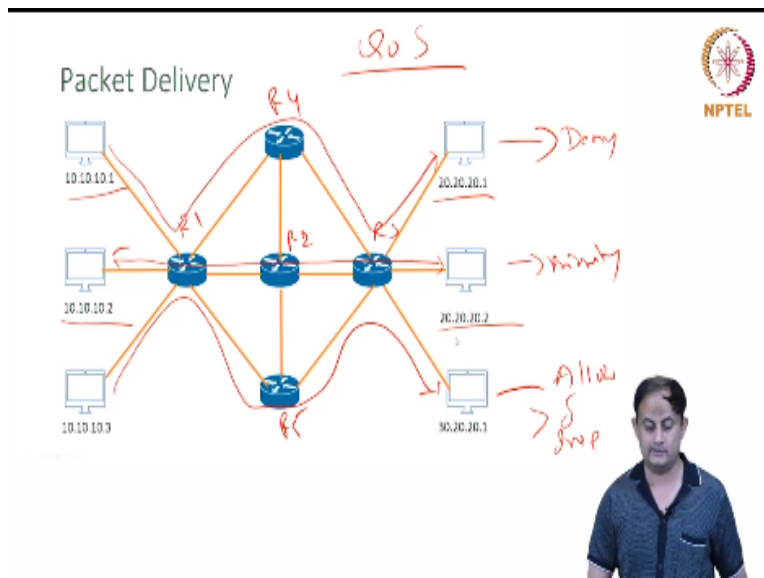 QoS
Packet Delivery
NPTEL
R4
10.10.10.1
20.20.20.1
Deny
R1
R2
R3
10.10.10.2
20.20.20.2
Priority
10.10.10.3
R5
30.20.20.1
Allow
&
Drop